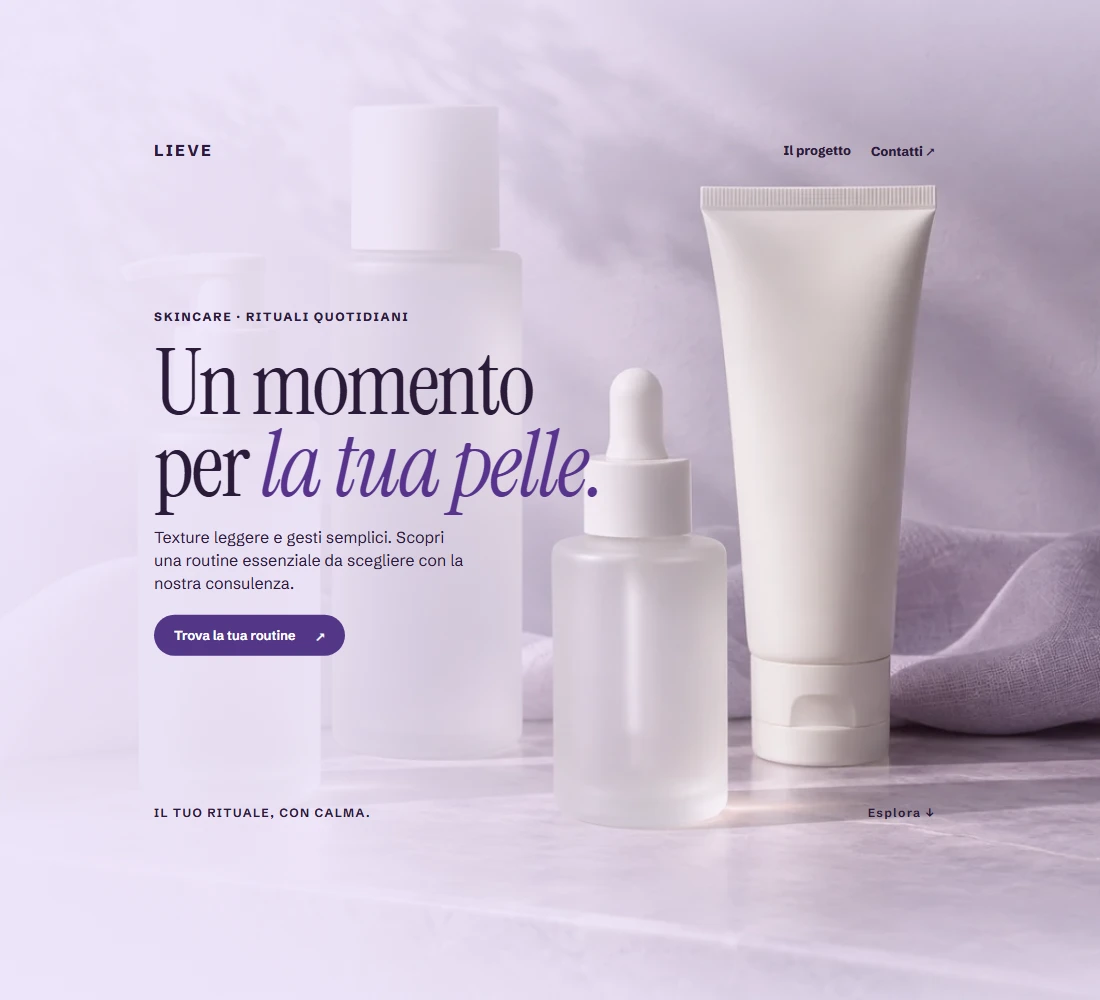 LIEVE
Il progetto
Contatti ↗
SKINCARE · RITUALI QUOTIDIANI
Un momento
per la tua pelle.
Texture leggere e gesti semplici. Scopri
una routine essenziale da scegliere con la
nostra consulenza.
Trova la tua routine ↗
IL TUO RITUALE, CON CALMA.
Esplora ↓